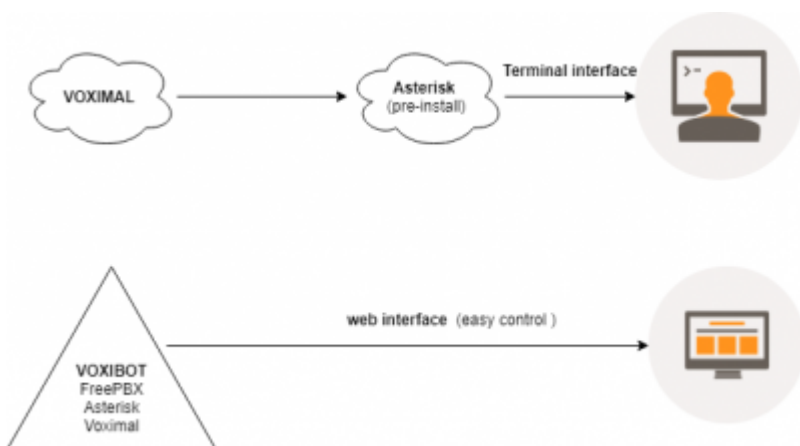 VOXIMAL
Asterisk
(pre-install)
Terminal interface
>-
web interface (easy control )
VOXIBOT
FreePBX
Asterisk
Voximal